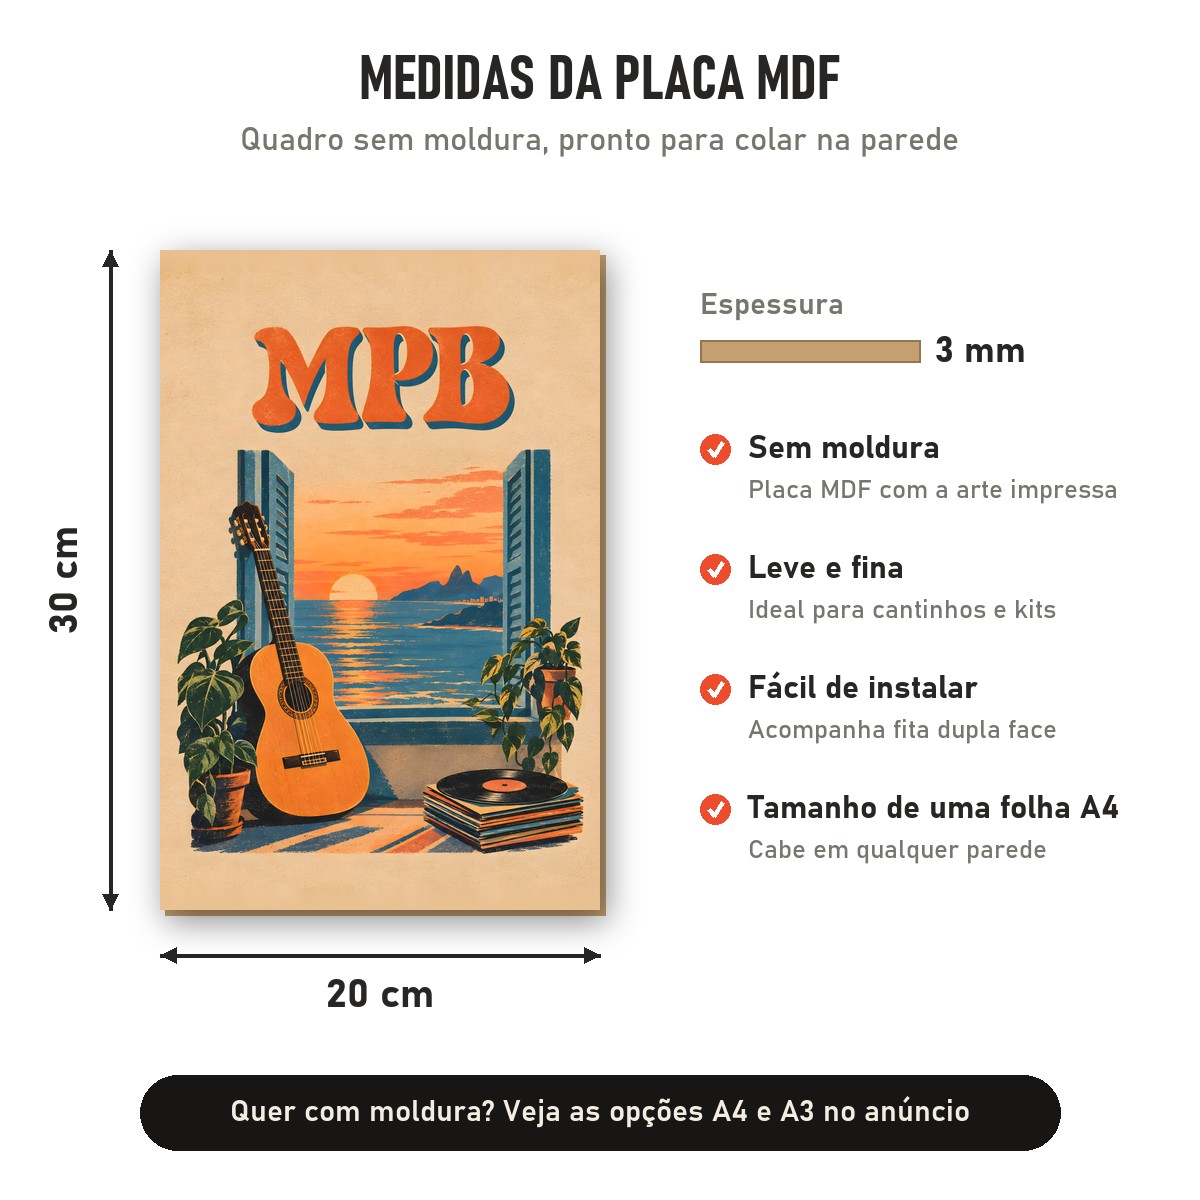 MEDIDAS DA PLACA MDF
Quadro sem moldura, pronto para colar na parede
MPB
30 cm
20 cm
Espessura
3 mm
Sem moldura
Placa MDF com a arte impressa
Leve e fina
Ideal para cantinhos e kits
Fácil de instalar
Acompanha fita dupla face
Tamanho de uma folha A4
Cabe em qualquer parede
Quer com moldura? Veja as opções A4 e A3 no anúncio